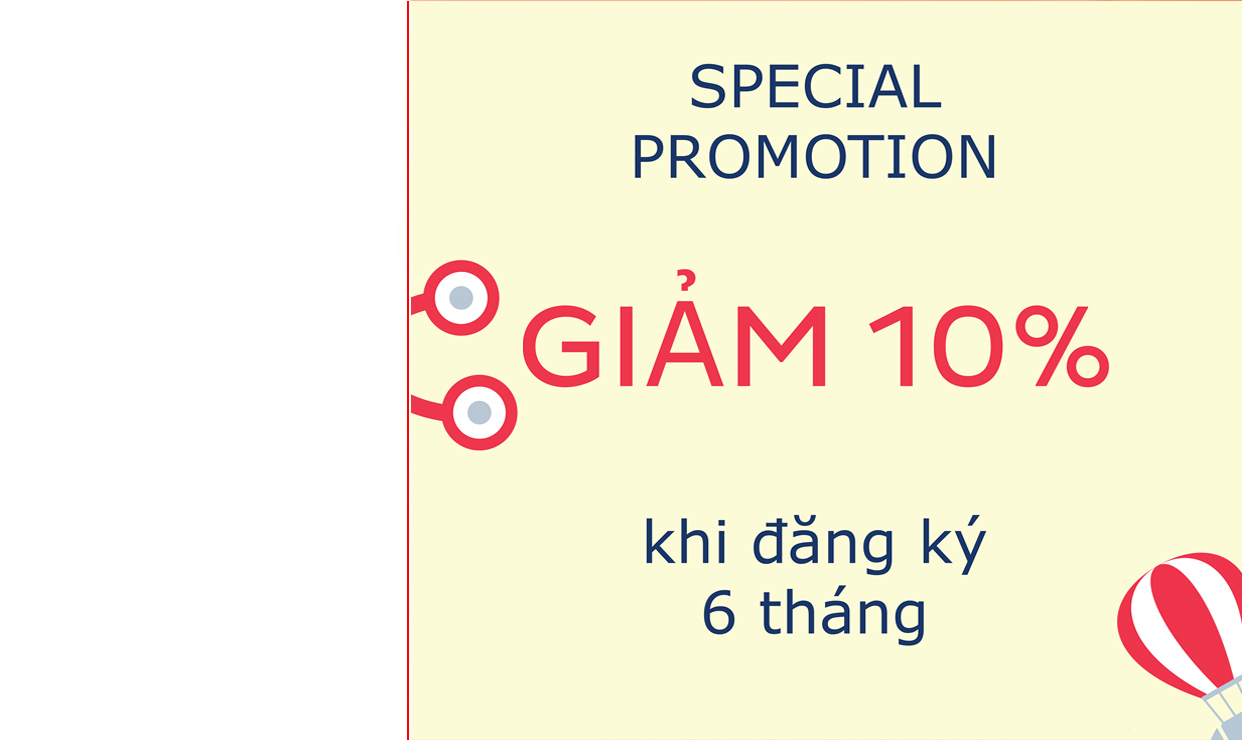 SPECIAL
PROMOTION
GIẢM 10%
khi đăng ký
6 tháng